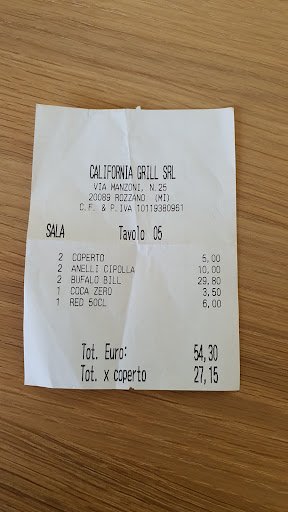 CALIFORNIA GRILL SRL
VIA MANZONI, N.25
20089 ROZZANO (MI)
C.F. & P.IVA 10119380961
SALA Tavolo 05
2 COPERTO 5,00
2 ANELLI CIPOLLA 10,00
2 BUFALO BILL 29,80
1 COCA ZERO 3,50
1 RED 50CL 6,00
Tot. Euro: 54,30
Tot. x coperto 27,15